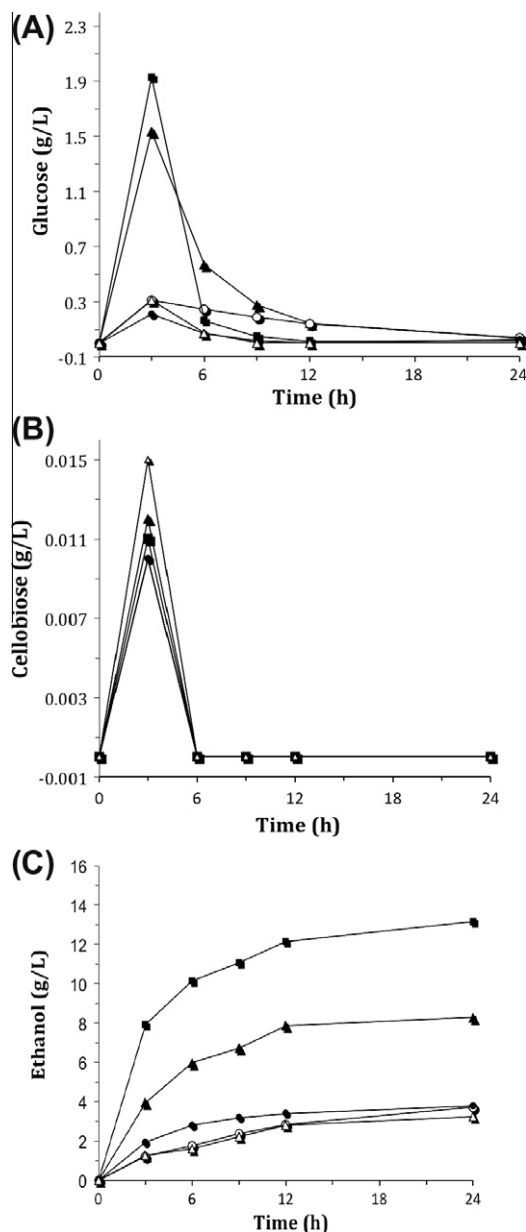 (A)
2.3
1.9
1.5
1.1
0.7
0.3
-0.1
Glucose (g/L)
0 6 12 18 24
Time (h)
(B)
0.015
0.011
0.007
0.003
-0.001
Cellobiose (g/L)
0 6 12 18 24
Time (h)
(C)
16
14
12
10
8
6
4
2
0
Ethanol (g/L)
0 6 12 18 24
Time (h)